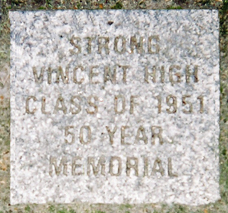 STRONG
VINCENT HIGH
CLASS OF 1951
50 YEAR
MEMORIAL